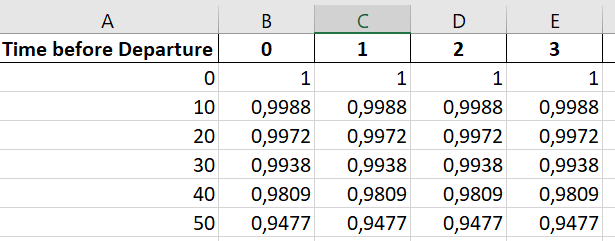 A B C D E
Time before Departure 0 1 2 3
0 1 1 1 1
10 0,9988 0,9988 0,9988 0,9988
20 0,9972 0,9972 0,9972 0,9972
30 0,9938 0,9938 0,9938 0,9938
40 0,9809 0,9809 0,9809 0,9809
50 0,9477 0,9477 0,9477 0,9477